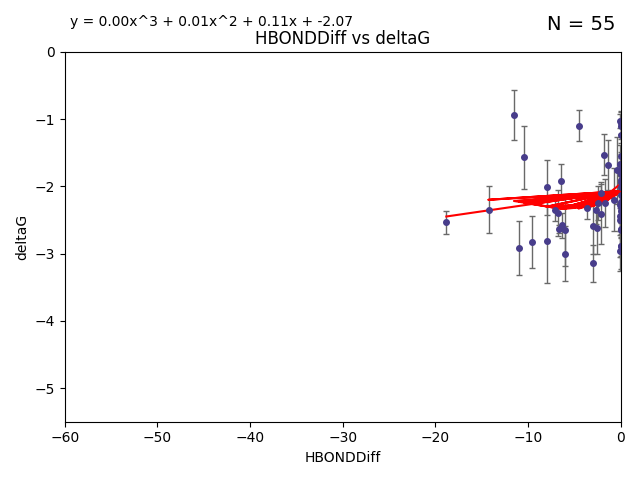 y = 0.00x^3 + 0.01x^2 + 0.11x + -2.07
N = 55
HBONDDiff vs deltaG
0
−1
−2
−3
−4
−5
deltaG
−60
−50
−40
−30
−20
−10
0
HBONDDiff